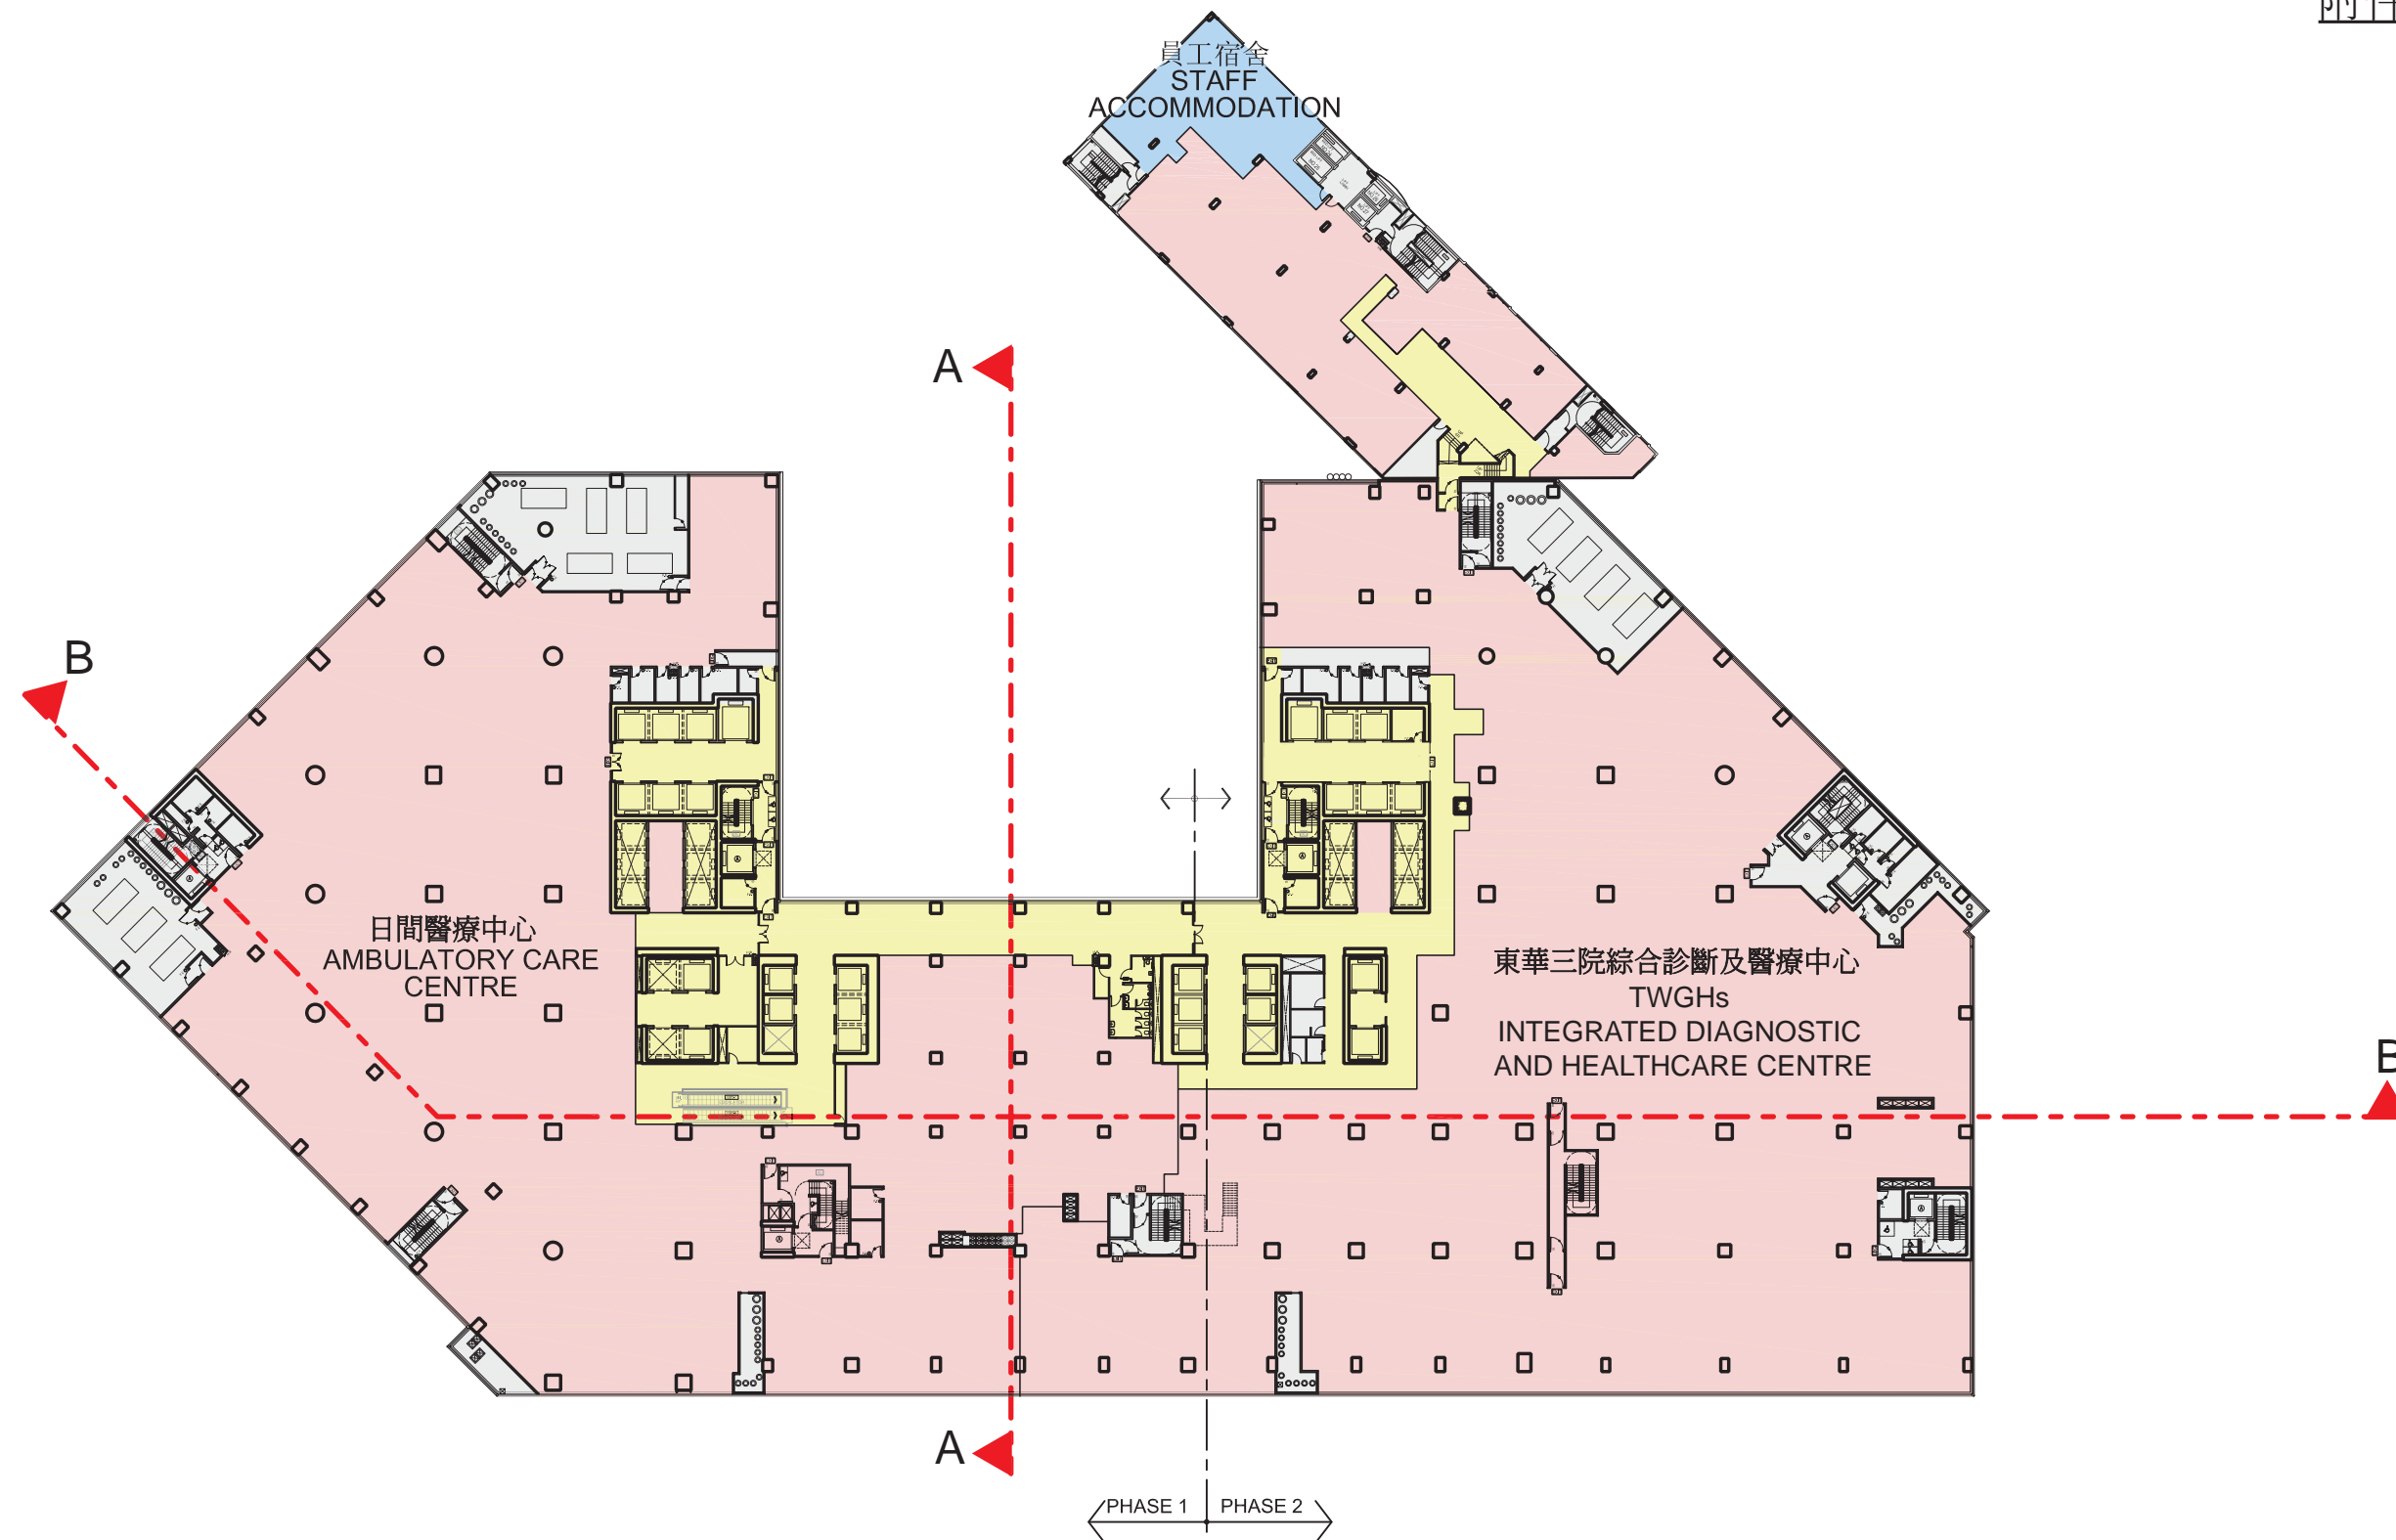 附件
員工宿舍
STAFF
ACCOMMODATION
A
B
日間醫療中心
AMBULATORY CARE
CENTRE
東華三院綜合診斷及醫療中心
TWGHs
INTEGRATED DIAGNOSTIC
AND HEALTHCARE CENTRE
B
A
PHASE 1
PHASE 2